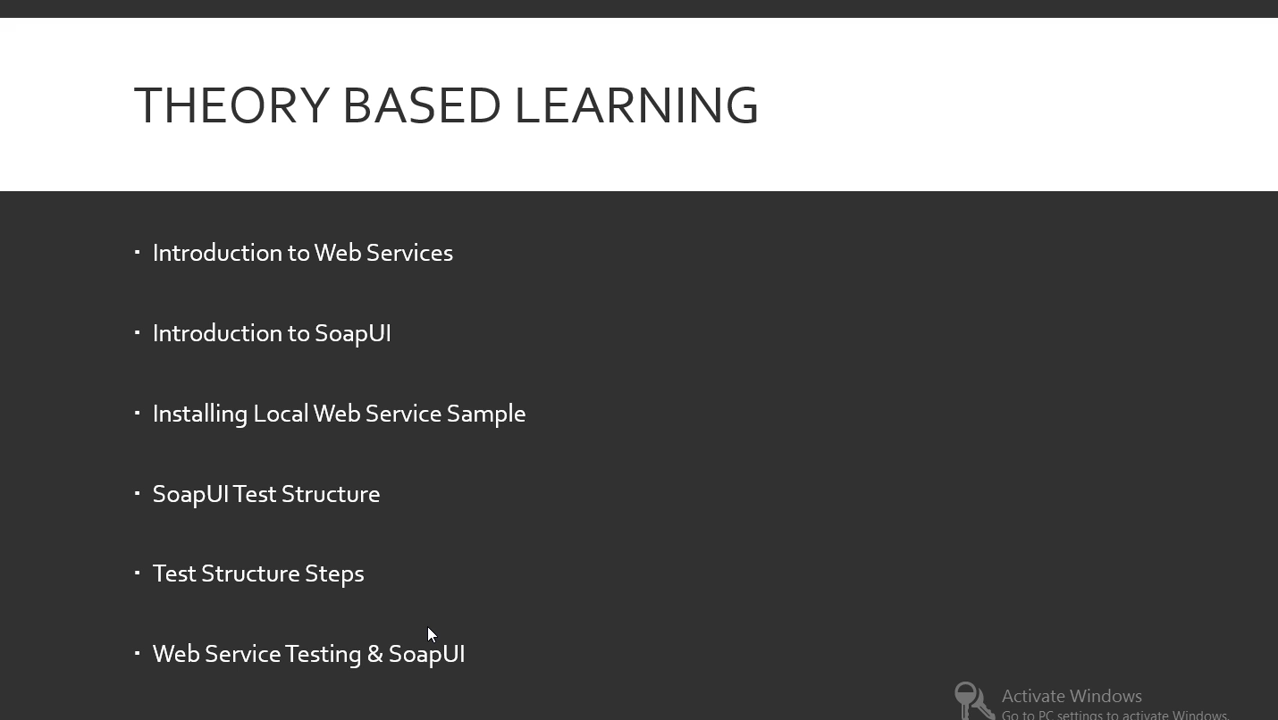 THEORY BASED LEARNING
▪ Introduction to Web Services
▪ Introduction to SoapUI
▪ Installing Local Web Service Sample
▪ SoapUI Test Structure
▪ Test Structure Steps
▪ Web Service Testing & SoapUI
Activate Windows
Go to PC settings to activate Windows.